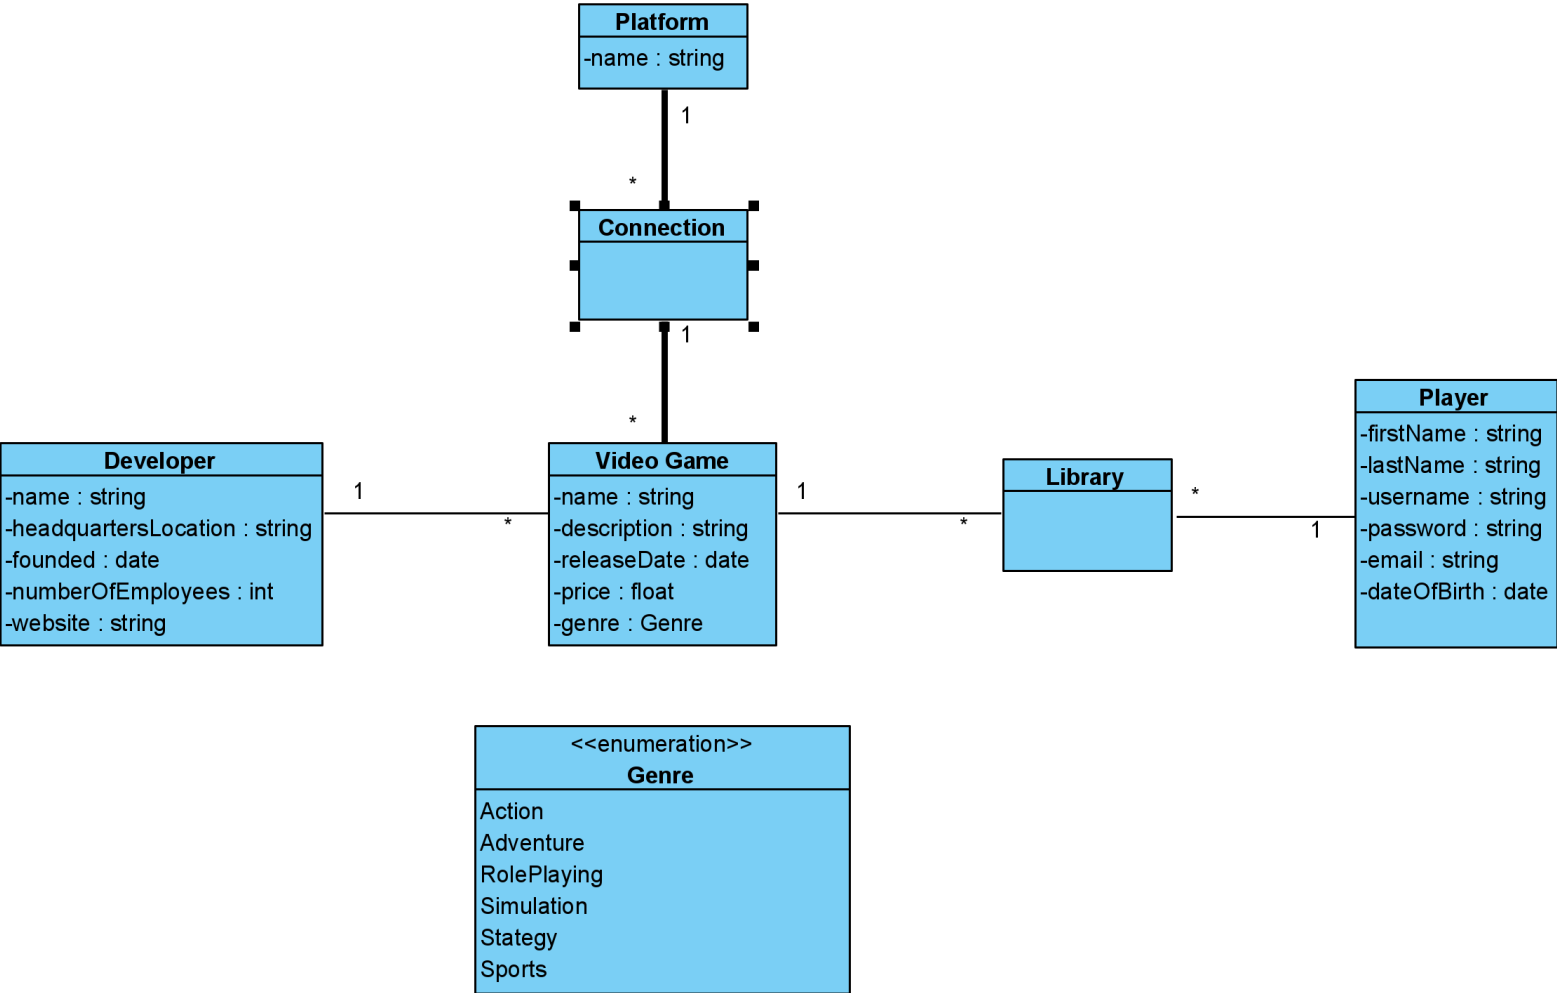 Platform
-name : string
1
*
Connection
1
*
Developer
-name : string
-headquartersLocation : string
-founded : date
-numberOfEmployees : int
-website : string
1
*
Video Game
-name : string
-description : string
-releaseDate : date
-price : float
-genre : Genre
1
*
Library
*
1
Player
-firstName : string
-lastName : string
-username : string
-password : string
-email : string
-dateOfBirth : date
<<enumeration>>
Genre
Action
Adventure
RolePlaying
Simulation
Stategy
Sports